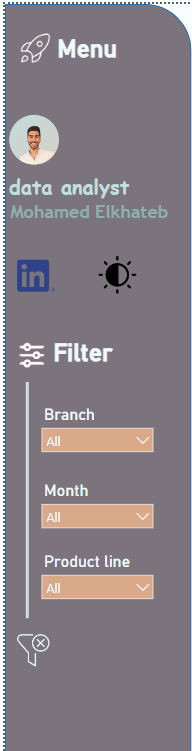 Menu
data analyst
Mohamed Elkhateb
in
Filter
Branch
All
Month
All
Product line
All